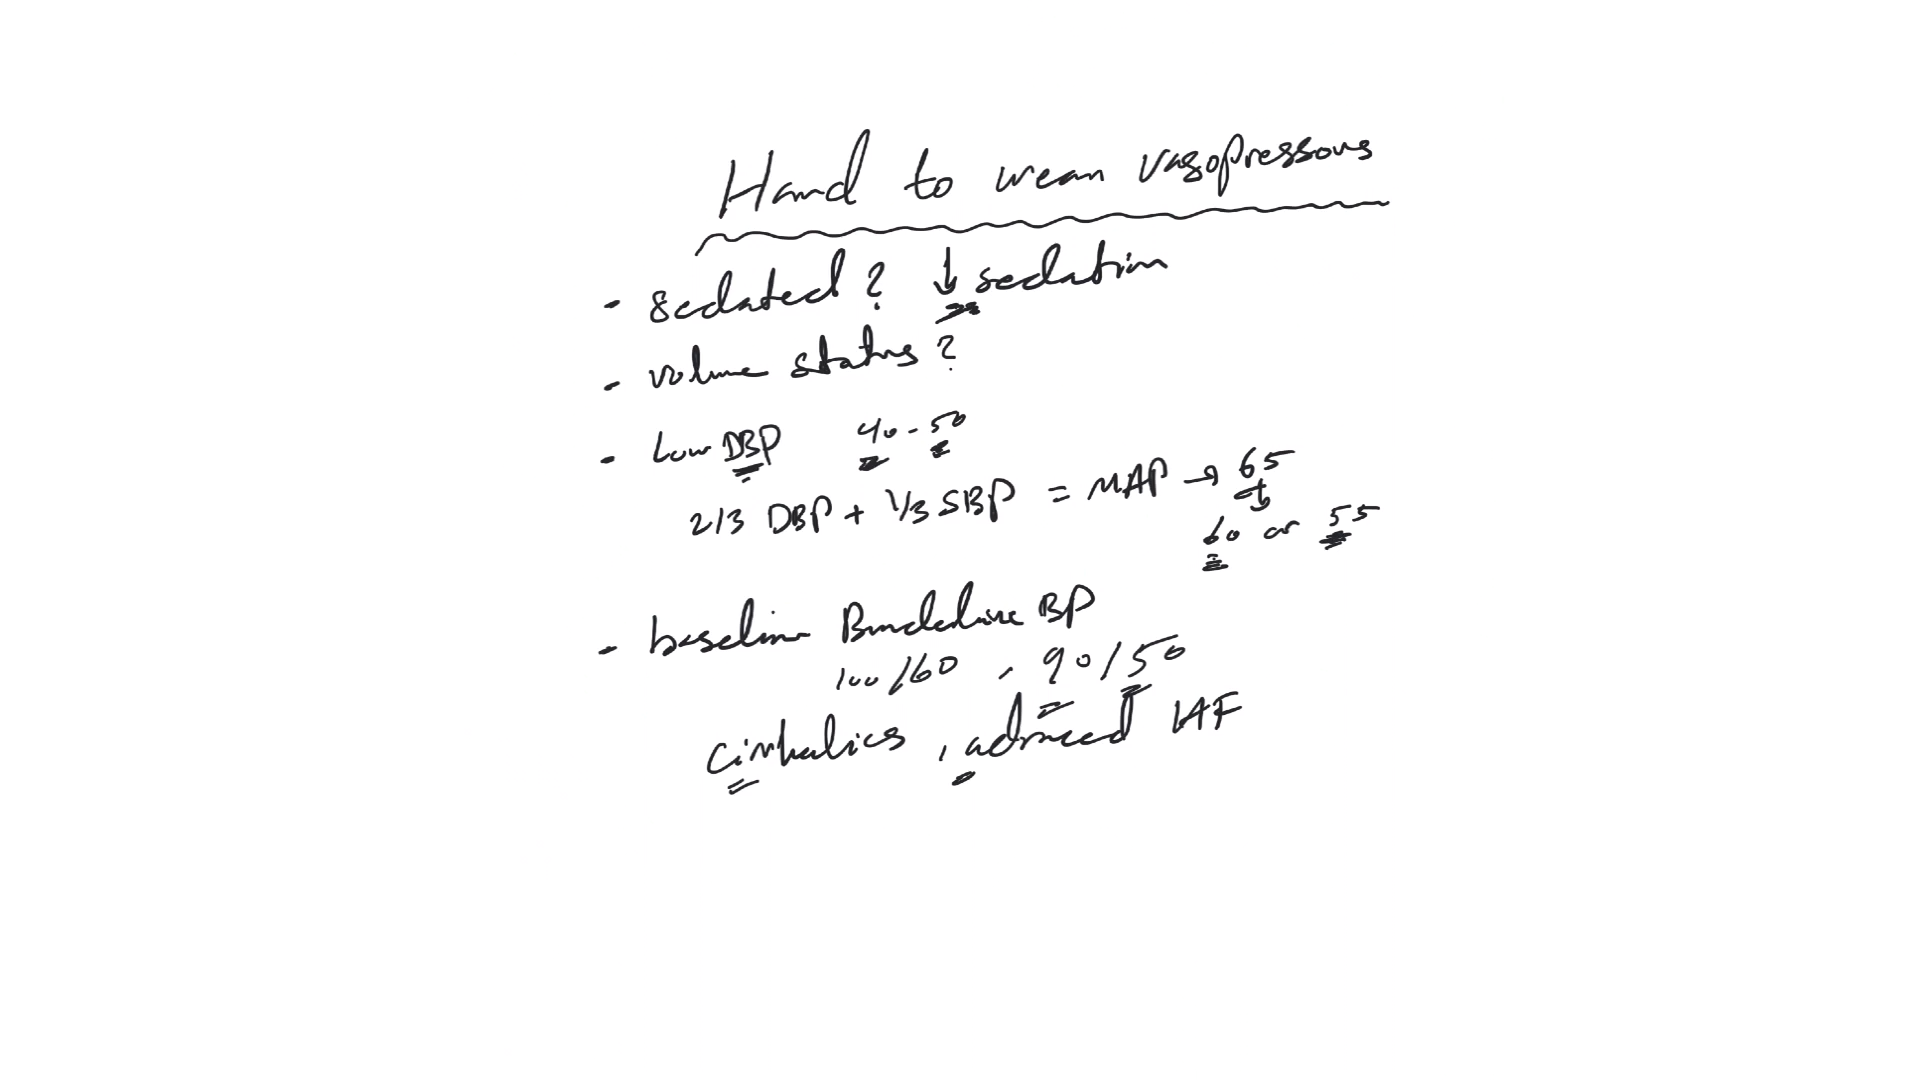 Hard to wean vasopressors
- sedated? ↓ sedation
- volume status?
- Low DBP 40-50
2/3 DBP + 1/3 SBP = MAP → 65
↓
60 or 55
- baseline Borderline BP
100/60, 90/50
cirrhotics, advanced HF